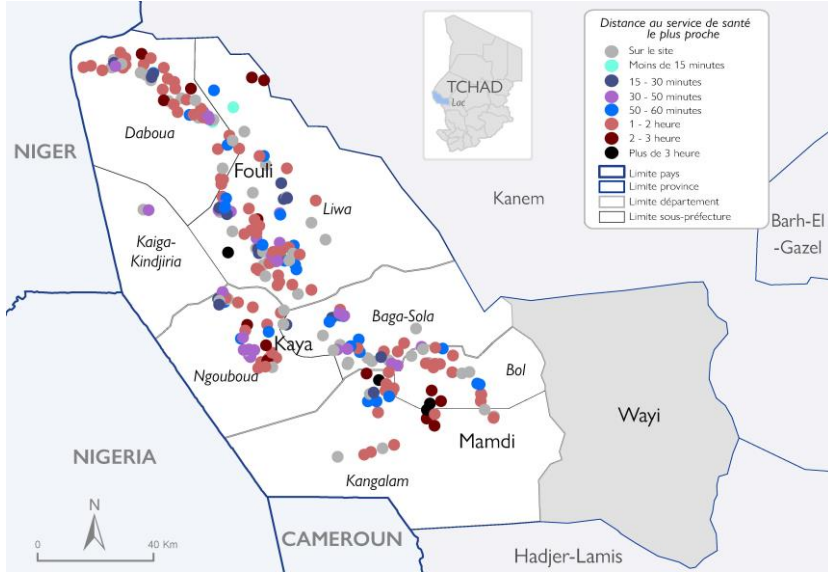 Distance au service de santé
le plus proche
Sur le site
Moins de 15 minutes
15 - 30 minutes
30 - 50 minutes
50 - 60 minutes
1 - 2 heure
2 - 3 heure
Plus de 3 heure
Limite pays
Limite province
Limite département
Limite sous-préfecture
TCHAD
Lac
Daboua
NIGER
Fouli
Liwa
Kanem
Barh-El
-Gazel
Kaiga-
Kindjiria
Baga-Sola
Kaya
Ngouboua
Bol
Wayi
Mamdi
NIGERIA
Kangalam
N
CAMEROUN
0
40 Km
Hadjer-Lamis